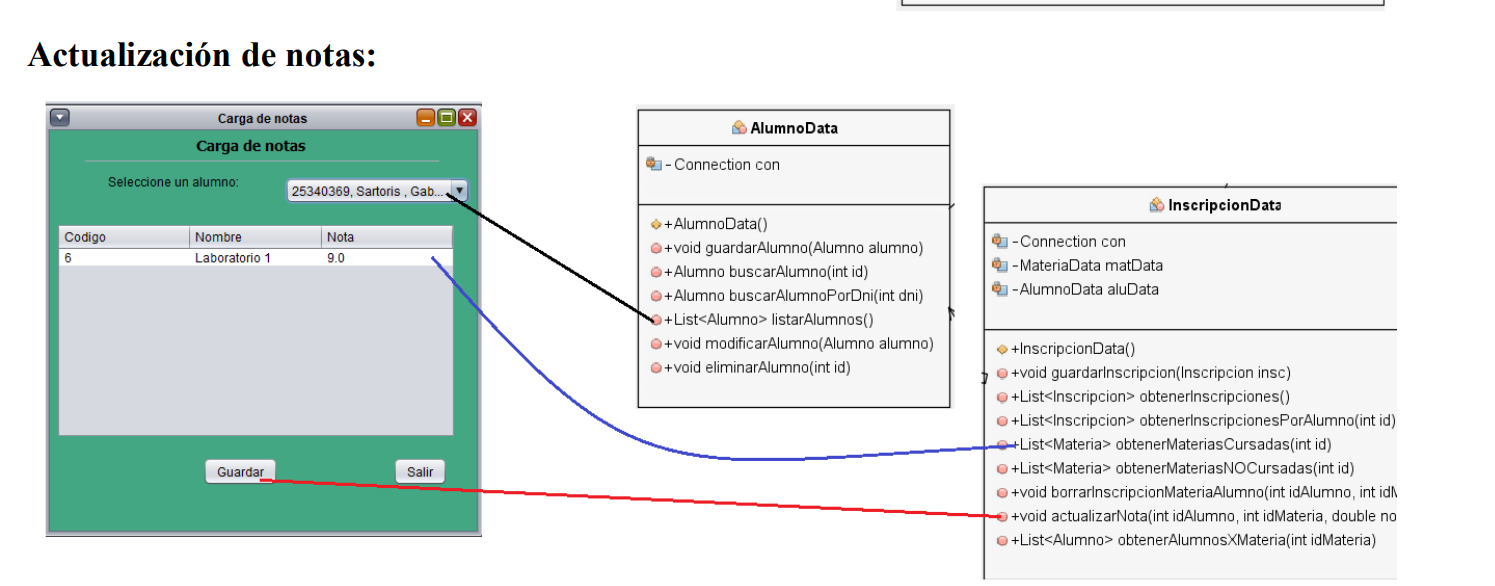 Actualización de notas:
Carga de notas
Carga de notas
Seleccione un alumno:
25340369, Sartoris , Gab...
Codigo Nombre Nota
6 Laboratorio 1 9.0
Guardar Salir
AlumnoData
- Connection con
+AlumnoData()
+void guardarAlumno(Alumno alumno)
+Alumno buscarAlumno(int id)
+Alumno buscarAlumnoPorDni(int dni)
+List<Alumno> listarAlumnos()
+void modificarAlumno(Alumno alumno)
+void eliminarAlumno(int id)
InscripcionData
-Connection con
-MateriaData matData
-AlumnoData aluData
+InscripcionData()
+void guardarInscripcion(Inscripcion insc)
+List<Inscripcion> obtenerInscripciones()
+List<Inscripcion> obtenerInscripcionesPorAlumno(int id)
+List<Materia> obtenerMateriasCursadas(int id)
+List<Materia> obtenerMateriasNOCursadas(int id)
+void borrarInscripcionMateriaAlumno(int idAlumno, int
+void actualizarNota(int idAlumno, int idMateria, double no
+List<Alumno> obtenerAlumnosXMateria(int idMateria)